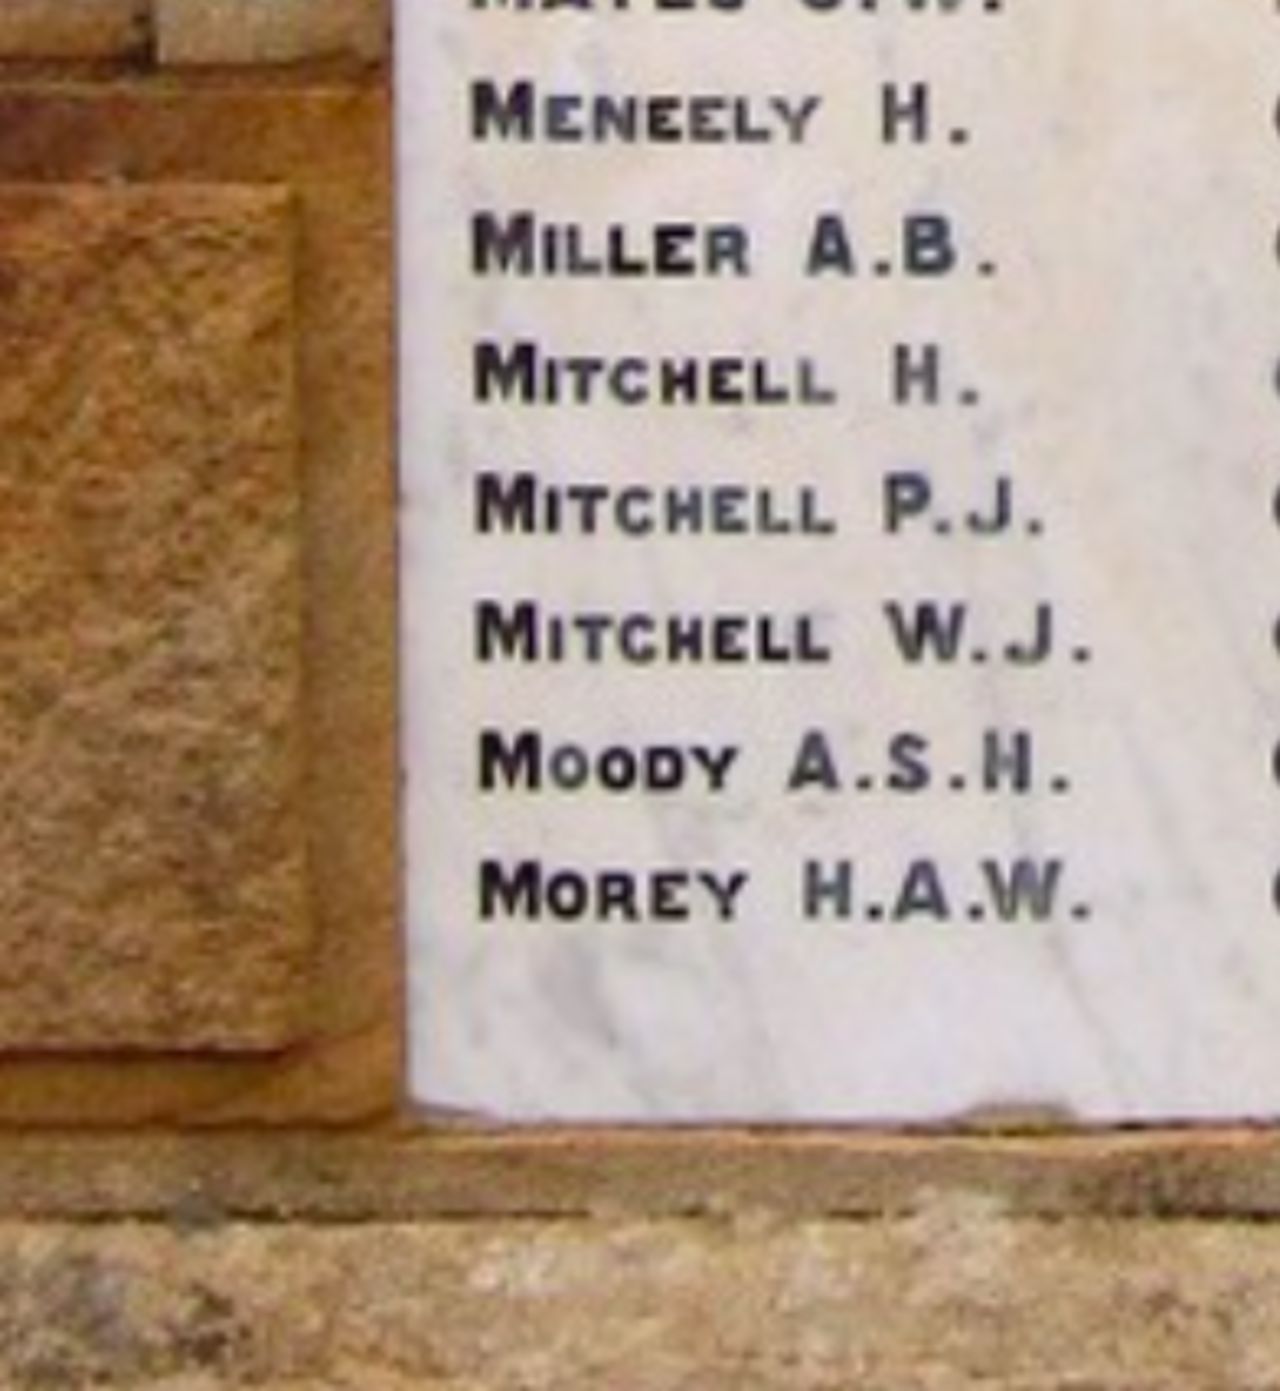 MENEELY H.
MILLER A.B.
MITCHELL H.
MITCHELL P.J.
MITCHELL W.J.
MOODY A.S.H.
MOREY H.A.W.